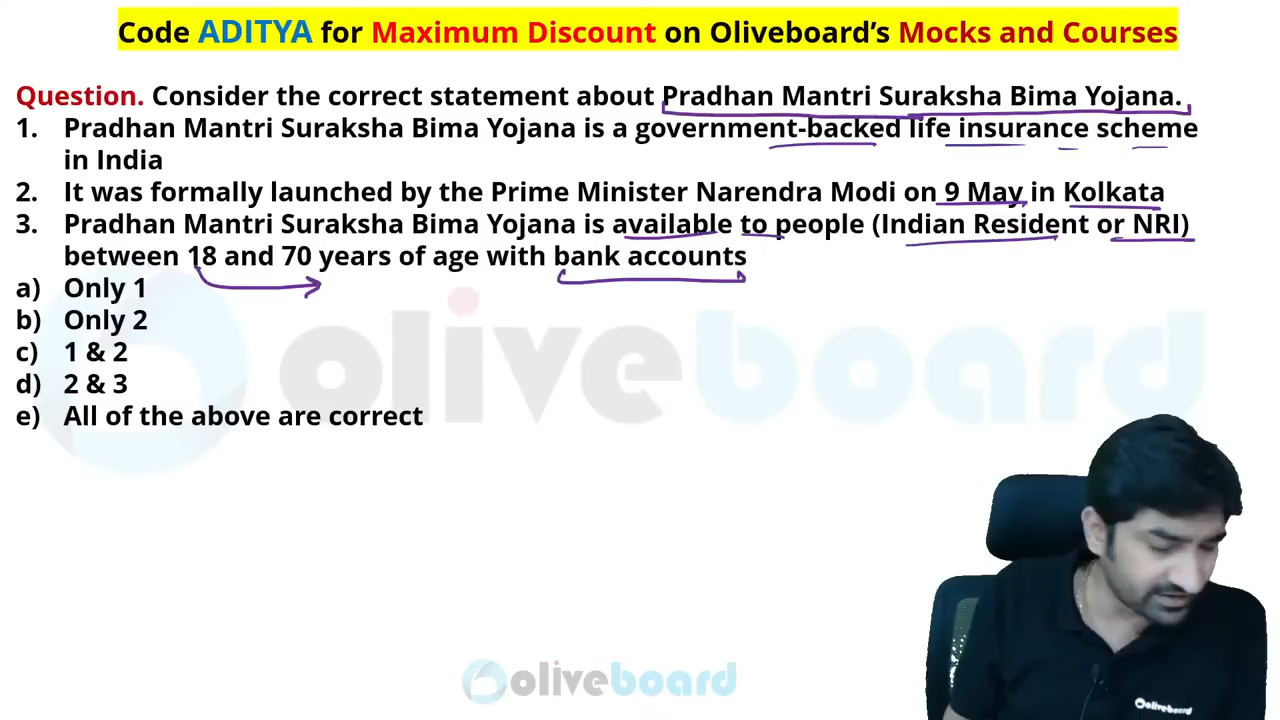 Code ADITYA for Maximum Discount on Oliveboard’s Mocks and Courses
Question. Consider the correct statement about Pradhan Mantri Suraksha Bima Yojana.
1. Pradhan Mantri Suraksha Bima Yojana is a government-backed life insurance scheme
in India
2. It was formally launched by the Prime Minister Narendra Modi on 9 May in Kolkata
3. Pradhan Mantri Suraksha Bima Yojana is available to people (Indian Resident or NRI)
between 18 and 70 years of age with bank accounts
a) Only 1
b) Only 2
c) 1 & 2
d) 2 & 3
e) All of the above are correct
oliveboard
oliveboard
oliveboard